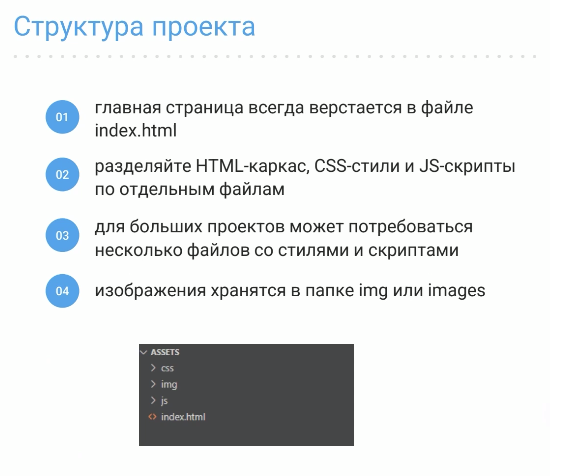 Структура проекта
01
главная страница всегда верстается в файле
index.html
02
разделяйте HTML-каркас, CSS-стили и JS-скрипты
по отдельным файлам
03
для больших проектов может потребоваться
несколько файлов со стилями и скриптами
04
изображения хранятся в папке img или images
ASSETS
css
img
js
<> index.html